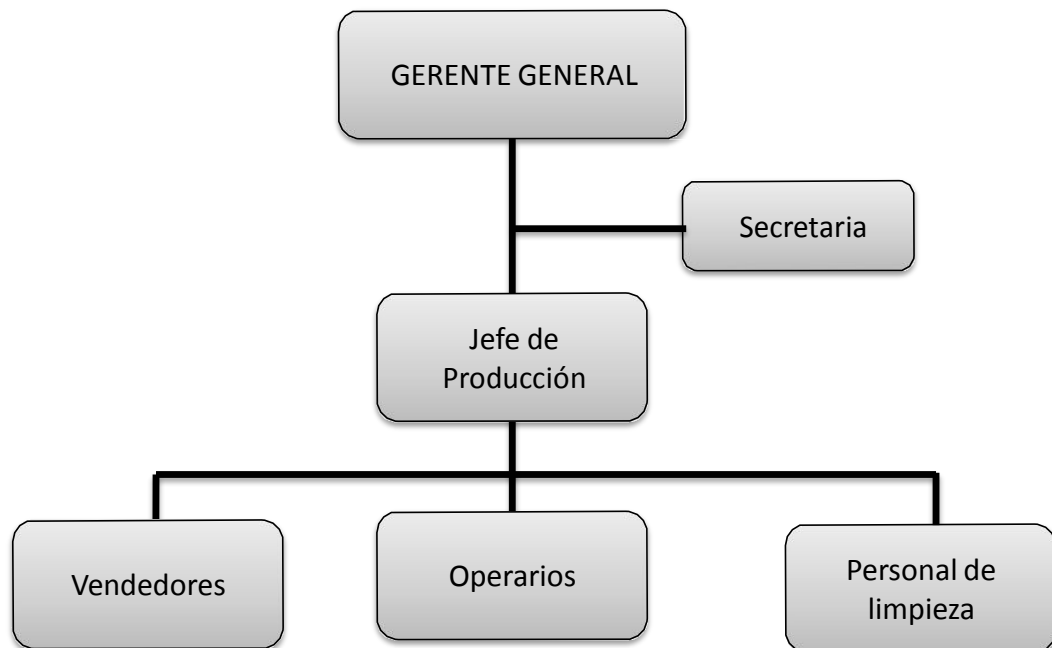 GERENTE GENERAL
Secretaria
Jefe de
Producción
Vendedores
Operarios
Personal de
limpieza